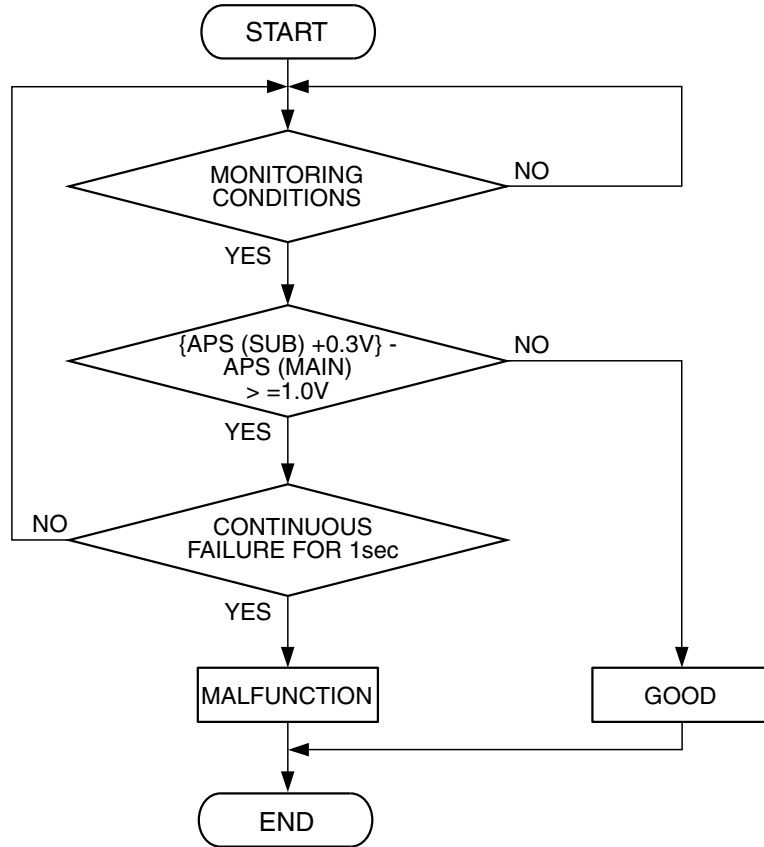 START
MONITORING
CONDITIONS
NO
YES
{APS (SUB) +0.3V} -
APS (MAIN)
> =1.0V
NO
YES
CONTINUOUS
FAILURE FOR 1sec
NO
YES
MALFUNCTION
GOOD
END